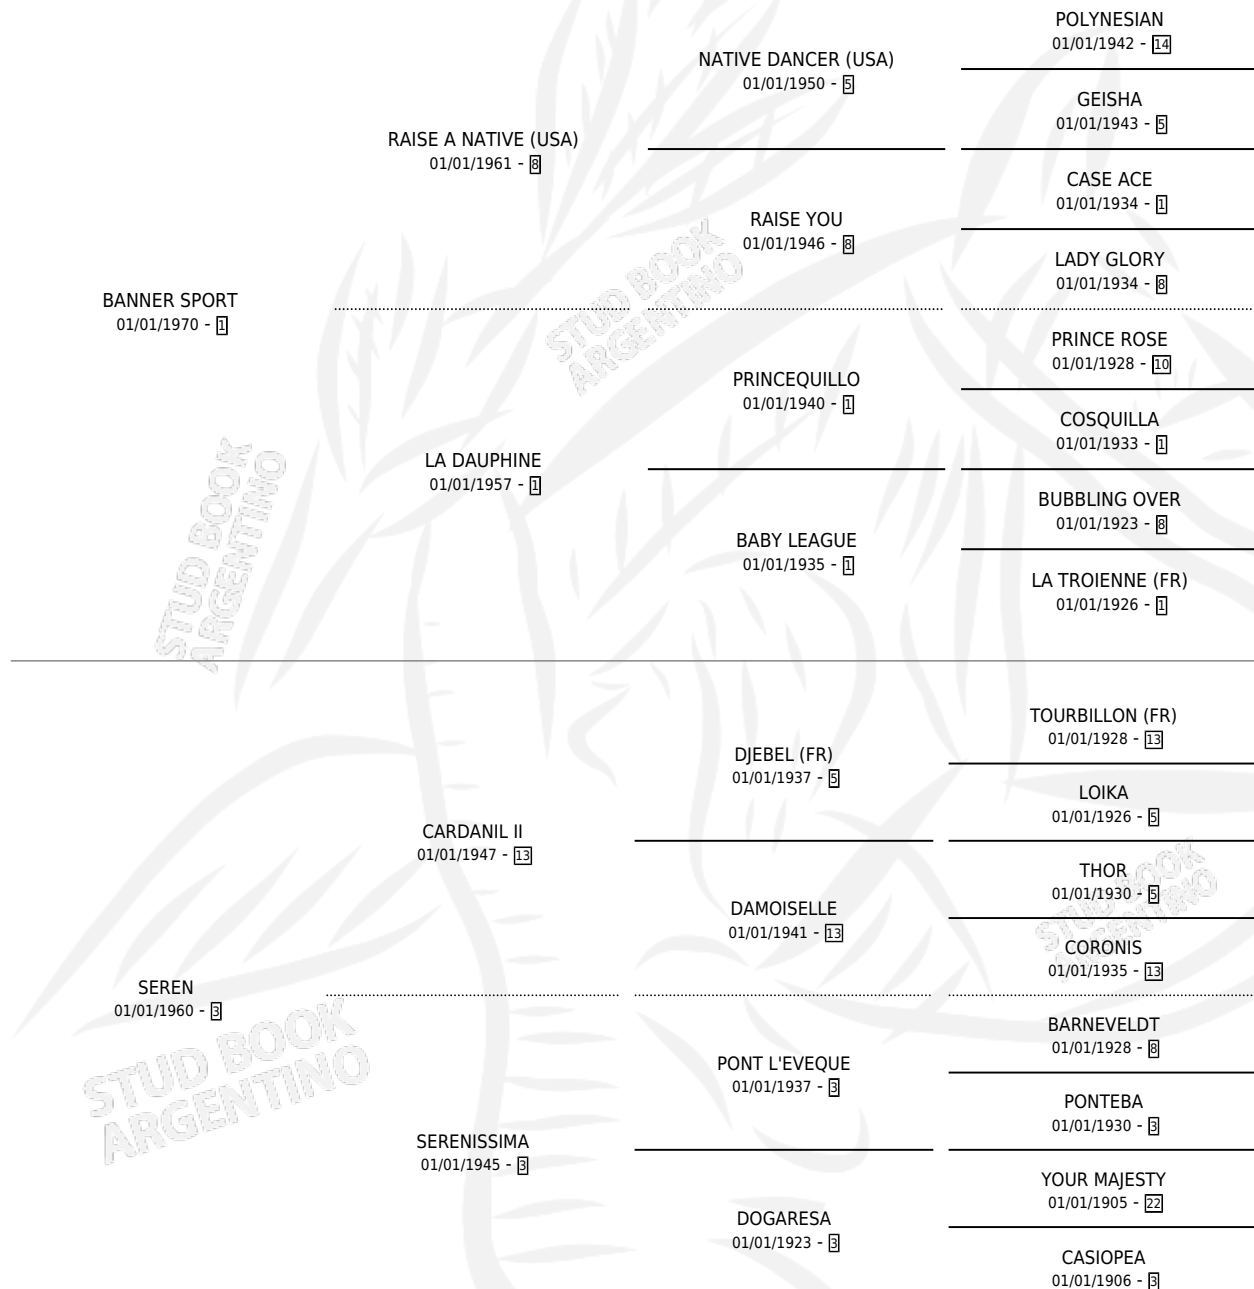 BANNER SPORT
01/01/1970 - 1
RAISE A NATIVE (USA)
01/01/1961 - 8
LA DAUPHINE
01/01/1957 - 1
NATIVE DANCER (USA)
01/01/1950 - 5
RAISE YOU
01/01/1946 - 8
PRINCEQUILLO
01/01/1940 - 1
BABY LEAGUE
01/01/1935 - 1
POLYNESIAN
01/01/1942 - 14
GEISHA
01/01/1943 - 5
CASE ACE
01/01/1934 - 1
LADY GLORY
01/01/1934 - 8
PRINCE ROSE
01/01/1928 - 10
COSQUILLA
01/01/1933 - 1
BUBBLING OVER
01/01/1923 - 8
LA TROIENNE (FR)
01/01/1926 - 1
SEREN
01/01/1960 - 3
CARDANIL II
01/01/1947 - 13
SERENISSIMA
01/01/1945 - 3
DJEBEL (FR)
01/01/1937 - 5
DAMOISELLE
01/01/1941 - 13
PONT L'EVEQUE
01/01/1937 - 3
DOGARESA
01/01/1923 - 3
TOURBILLON (FR)
01/01/1928 - 13
LOIKA
01/01/1926 - 5
THOR
01/01/1930 - 5
CORONIS
01/01/1935 - 13
BARNEVELDT
01/01/1928 - 8
PONTEBA
01/01/1930 - 3
YOUR MAJESTY
01/01/1905 - 22
CASIOPEA
01/01/1906 - 3
STUD BOOK
ARGENTINO
STUD BOOK
ARGENTINO
STUD BOOK
ARGENTINO
STUD BOOK
ARGENTINO